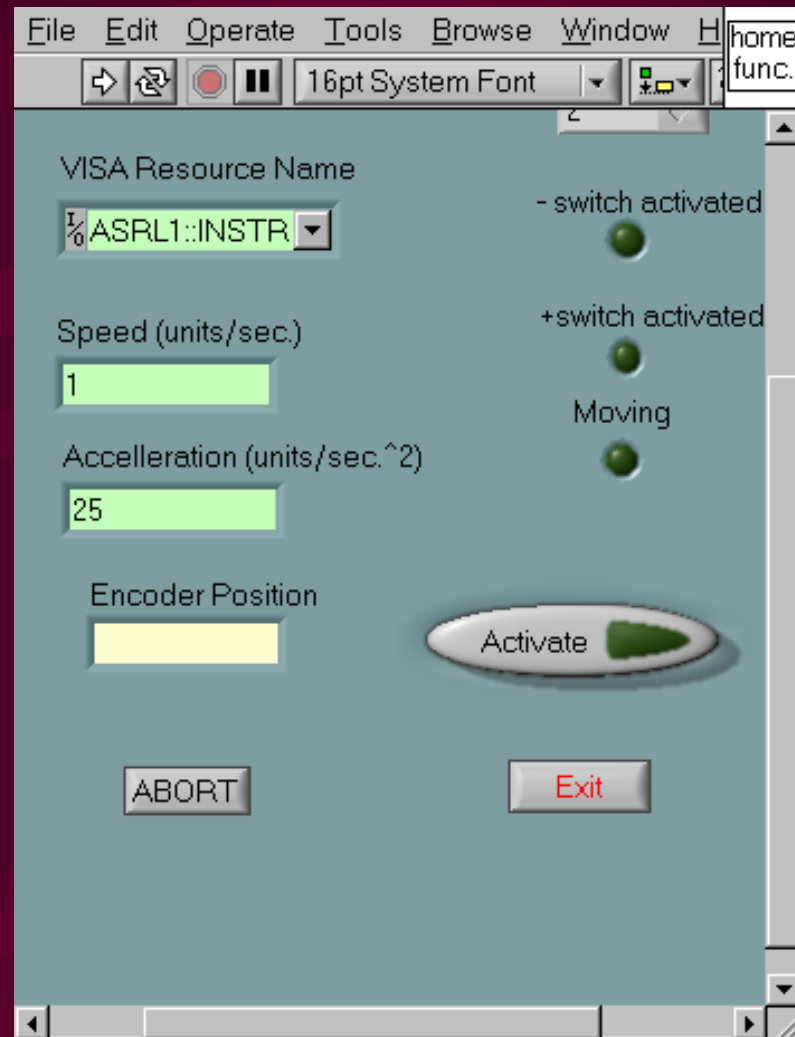 File Edit Operate Tools Browse Window H
home
func.
16pt System Font
2
VISA Resource Name
I/O ASRL1::INSTR
- switch activated
Speed (units/sec.)
+switch activated
1
Moving
Accelleration (units/sec.^2)
25
Encoder Position
Activate
ABORT
Exit